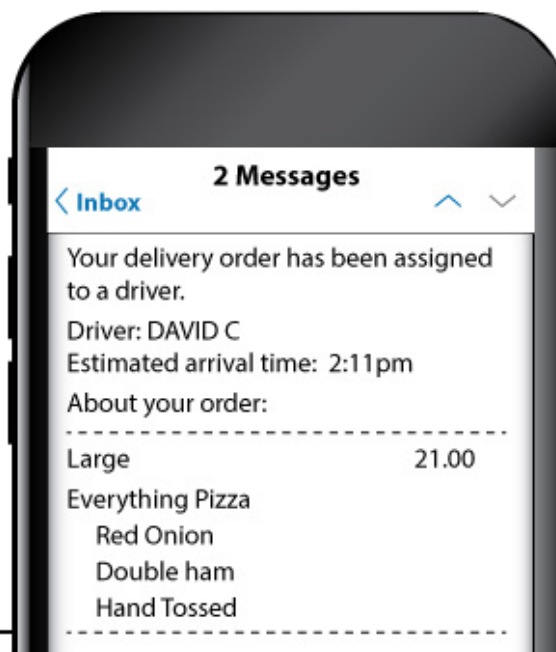 2 Messages
Inbox
Your delivery order has been assigned
to a driver.
Driver: DAVID C
Estimated arrival time: 2:11pm
About your order:
Large 21.00
Everything Pizza
Red Onion
Double ham
Hand Tossed